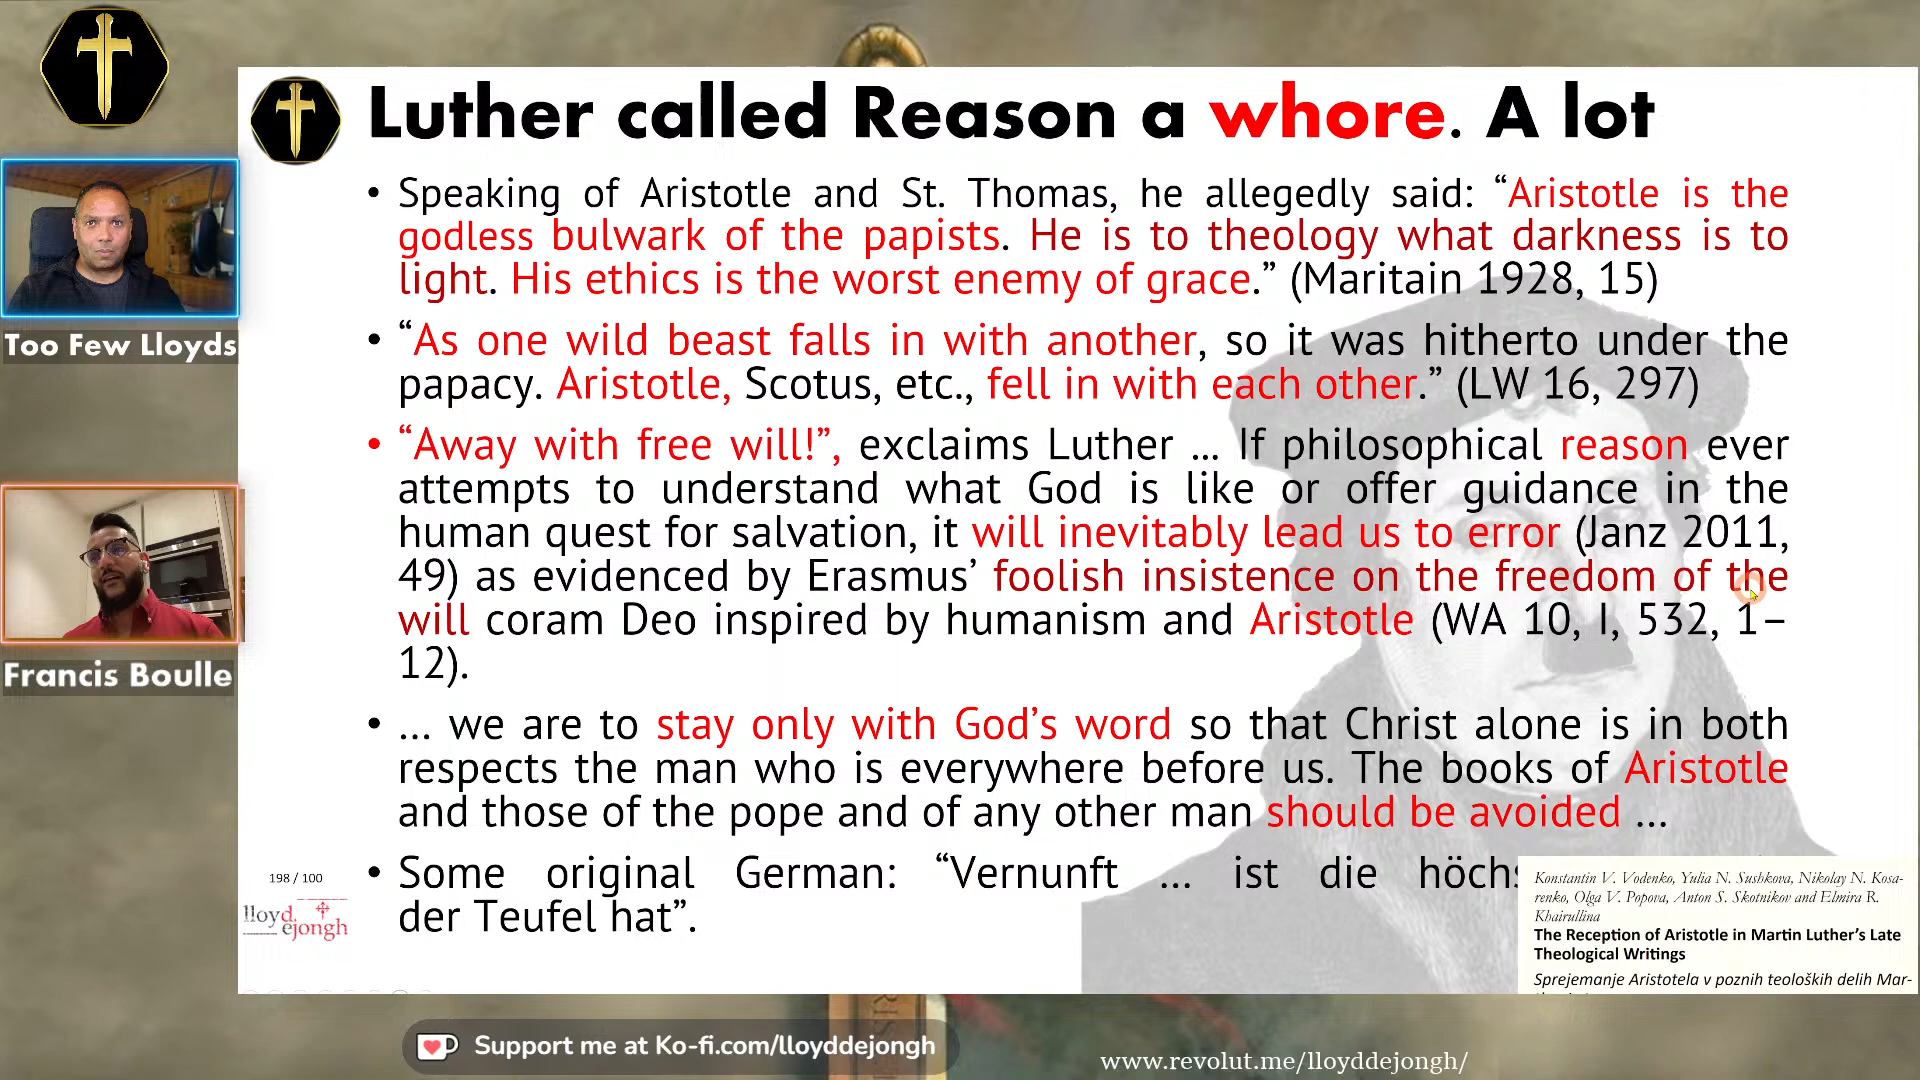 Luther called Reason a whore. A lot
• Speaking of Aristotle and St. Thomas, he allegedly said: “Aristotle is the
godless bulwark of the papists. He is to theology what darkness is to
light. His ethics is the worst enemy of grace.” (Maritain 1928, 15)
• “As one wild beast falls in with another, so it was hitherto under the
papacy. Aristotle, Scotus, etc., fell in with each other.” (LW 16, 297)
• “Away with free will!”, exclaims Luther ... If philosophical reason ever
attempts to understand what God is like or offer guidance in the
human quest for salvation, it will inevitably lead us to error (Janz 2011,
49) as evidenced by Erasmus’ foolish insistence on the freedom of the
will coram Deo inspired by humanism and Aristotle (WA 10, I, 532, 1–
12).
• ... we are to stay only with God’s word so that Christ alone is in both
respects the man who is everywhere before us. The books of Aristotle
and those of the pope and of any other man should be avoided ...
• Some original German: “Vernunft ... ist die
der Teufel hat”.
Too Few Lloyds
Francis Boulle
198 / 100
lloyd.
ejongh
Konstantin V. Vodenko, Yulia N. Sushkova, Nikolay N. Kosa-
renko, Olga V. Popova, Anton S. Skotnikov and Elmira R.
Khairullina
The Reception of Aristotle in Martin Luther’s Late
Theological Writings
Sprejemanje Aristotela v poznih teoloških delih Mar-
Support me at Ko-fi.com/lloyddejongh
www.revolut.me/lloyddejongh/